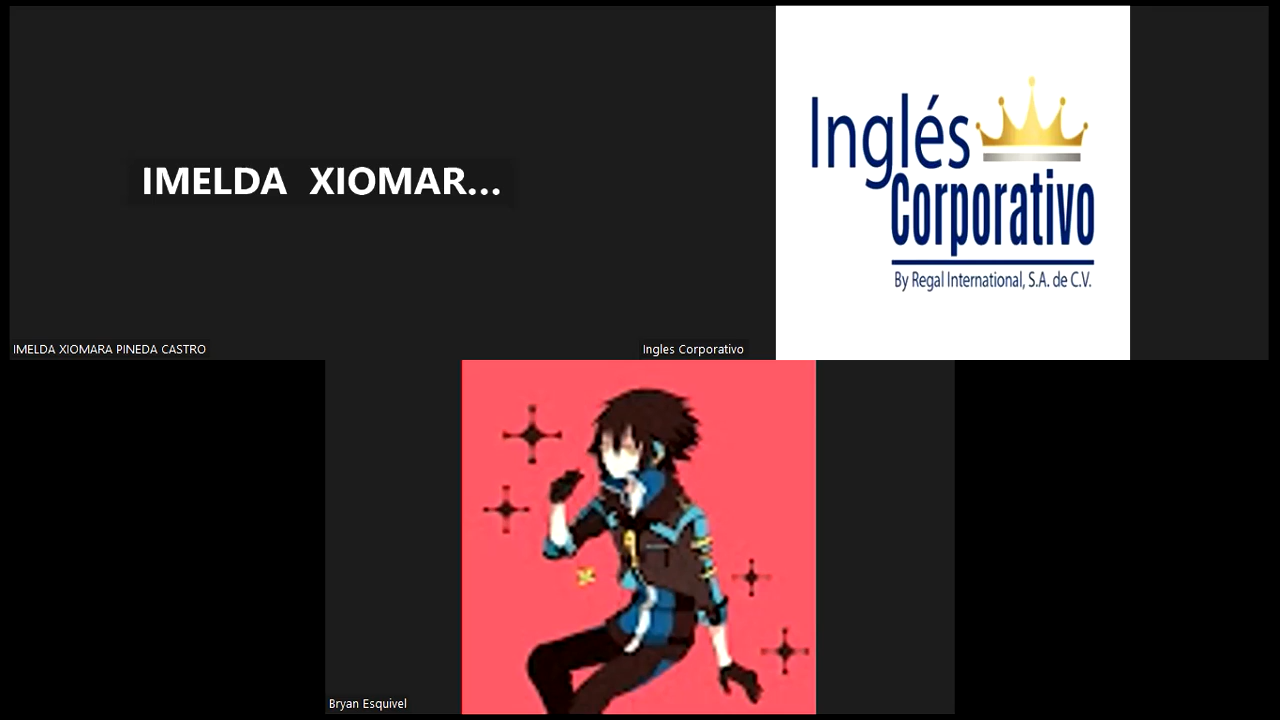 IMELDA XIOMAR...
IMELDA XIOMARA PINEDA CASTRO
Inglés
Corporativo
By Regal International, S.A. de C.V.
Ingles Corporativo
Bryan Esquivel